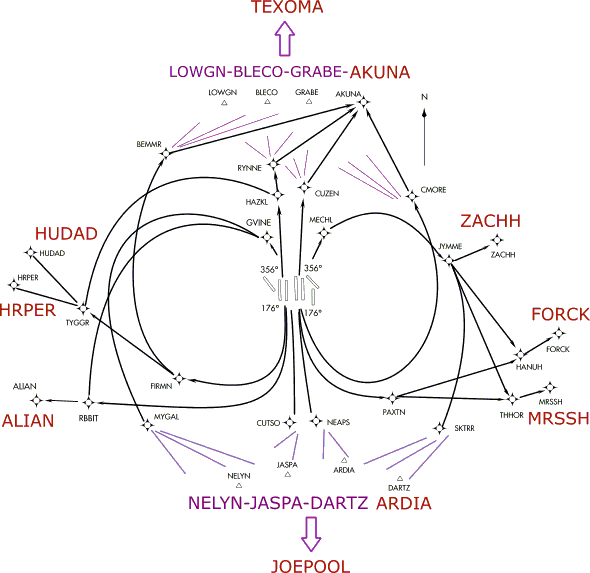 TEXOMA
LOWGN-BLECO-GRABE-AKUNA
LOWGN
BLECO
GRABE
AKUNA
N
BEMMR
RYNNE
CUZEN
CMORE
HAZKL
GVINE
MECHL
HUDAD
HUDAD
ZACHH
ZACHH
JYMME
356°
356°
HRPER
HRPER
TYGGR
176°
176°
FORCK
FORCK
HANUH
FIRMN
ALIAN
ALIAN
RBBIT
MYGAL
CUTSO
NEAPS
PAXTN
THHOR
MRSSH
MRSSH
SKTRR
NELYN
JASPA
ARDIA
DARTZ
NELYN-JASPA-DARTZ ARDIA
JOEPOOL